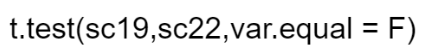 t.test(sc19,sc22,var.equal = F)